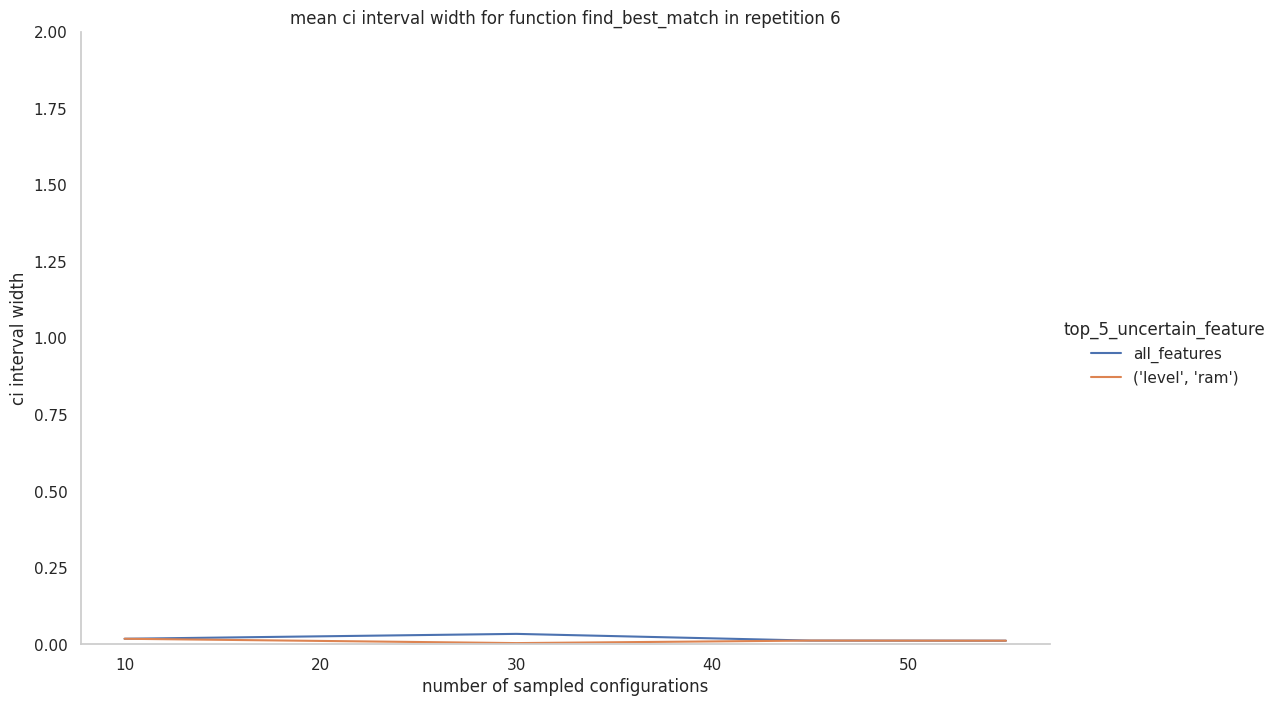 mean ci interval width for function find_best_match in repetition 6
2.00
1.75
1.50
1.25
1.00
0.75
0.50
0.25
0.00
ci interval width
10
20
30
40
50
number of sampled configurations
top_5_uncertain_feature
all_features
('level', 'ram')